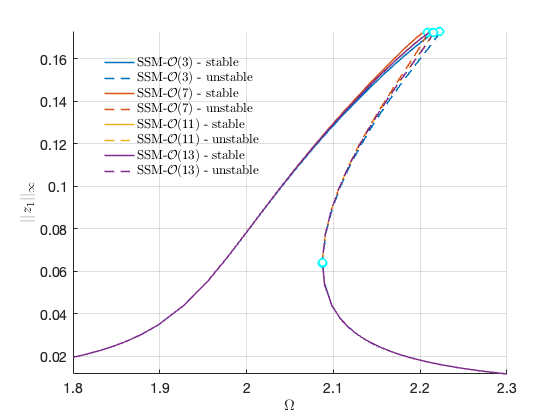 0.16
0.14
0.12
0.1
0.08
0.06
0.04
0.02
||z₁||∞
SSM-𝒪(3) - stable
SSM-𝒪(3) - unstable
SSM-𝒪(7) - stable
SSM-𝒪(7) - unstable
SSM-𝒪(11) - stable
SSM-𝒪(11) - unstable
SSM-𝒪(13) - stable
SSM-𝒪(13) - unstable
1.8 1.9 2 2.1 2.2 2.3
Ω